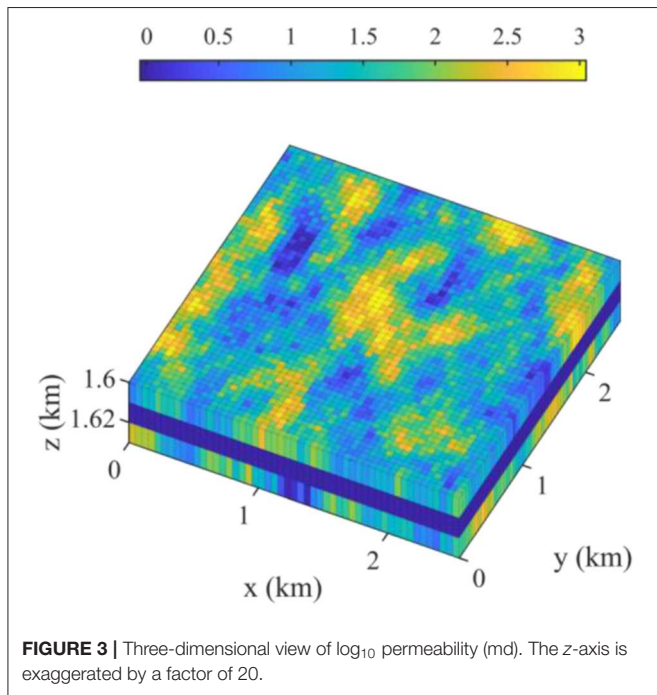 0 0.5 1 1.5 2 2.5 3
1.6
1.62
z (km)
0
1
2
x (km)
0
1
2
y (km)
FIGURE 3 | Three-dimensional view of log10 permeability (md). The z-axis is
exaggerated by a factor of 20.